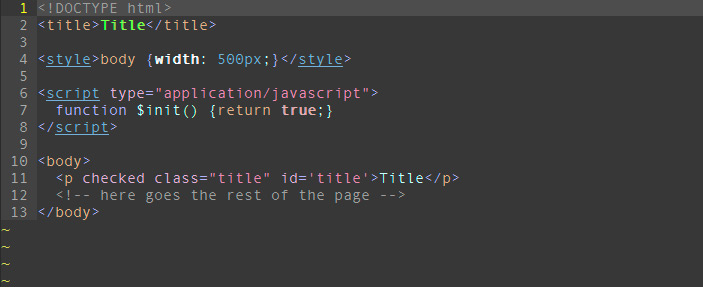 1 <!DOCTYPE html>
2 <title>Title</title>
3
4 <style>body {width: 500px;}</style>
5
6 <script type="application/javascript">
7   function $init() {return true;}
8 </script>
9
10 <body>
11   <p checked class="title" id='title'>Title</p>
12   <!-- here goes the rest of the page -->
13 </body>
~
~
~
~